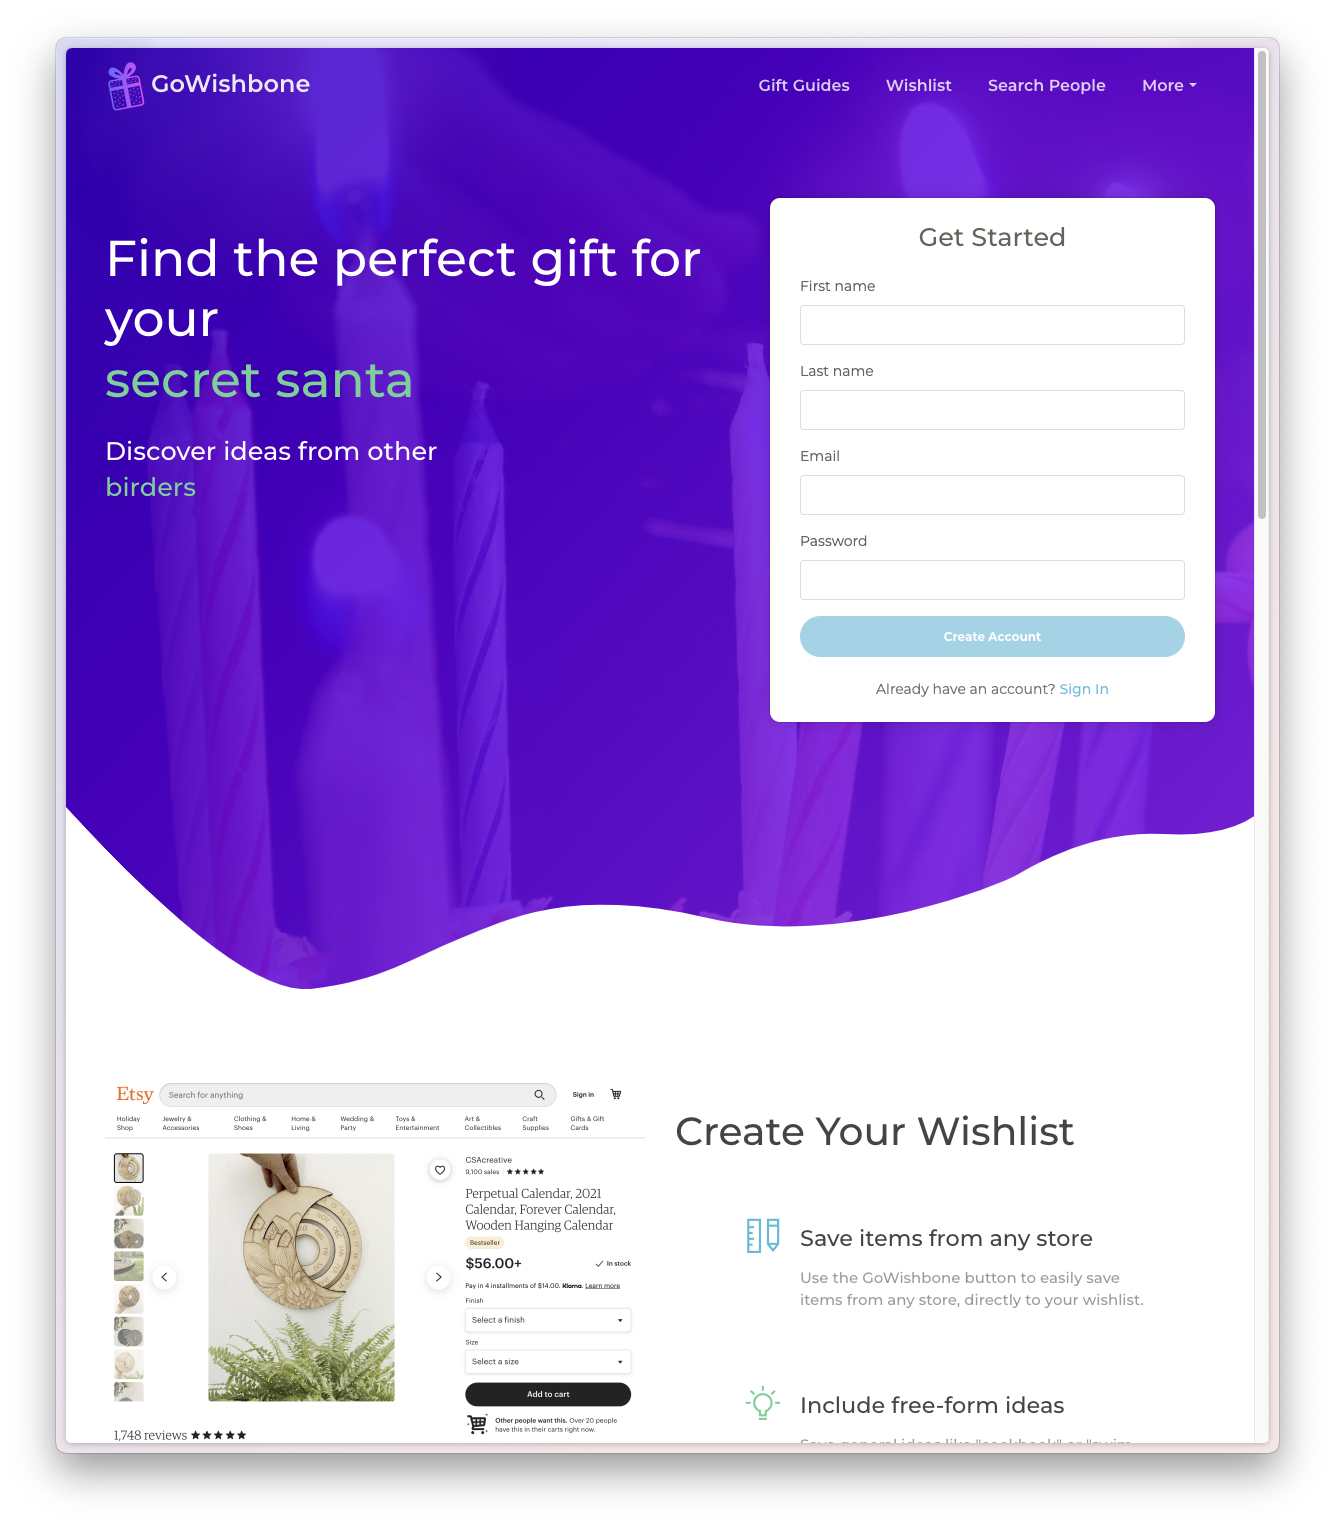 GoWishbone
Gift Guides
Wishlist
Search People
More
Find the perfect gift for
your
secret santa
Discover ideas from other
birders
Get Started
First name
Last name
Email
Password
Create Account
Already have an account? Sign In
Etsy
Search for anything
Sign in
Holiday
Shop
Jewelry &
Accessories
Clothing &
Shoes
Home &
Living
Wedding &
Party
Toys &
Entertainment
Art &
Collectibles
Craft
Supplies
Gifts & Gift
Cards
CSAcreative
9,100 sales
Perpetual Calendar, 2021
Calendar, Forever Calendar,
Wooden Hanging Calendar
Bestseller
$56.00+
In stock
Pay in 4 installments of $14.00. Klarna. Learn more
Finish
Select a finish
Size
Select a size
Add to cart
Other people want this. Over 20 people
have this in their carts right now.
1,748 reviews
Create Your Wishlist
Save items from any store
Use the GoWishbone button to easily save
items from any store, directly to your wishlist.
Include free-form ideas
Save general ideas like "cookbook" or "swim